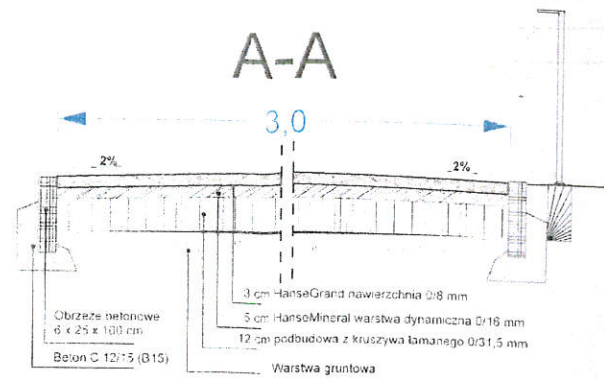 A-A
3,0
2%
2%
3 cm HanseGrand nawierzchnia 0/8 mm
5 cm HanseMineral warstwa dynamiczna 0/16 mm
12 cm podbudowa z kruszywa łamanego 0/31,5 mm
Warstwa gruntowa
Obrzeże betonowe
6 x 25 x 100 cm
Beton C 12/15 (B15)